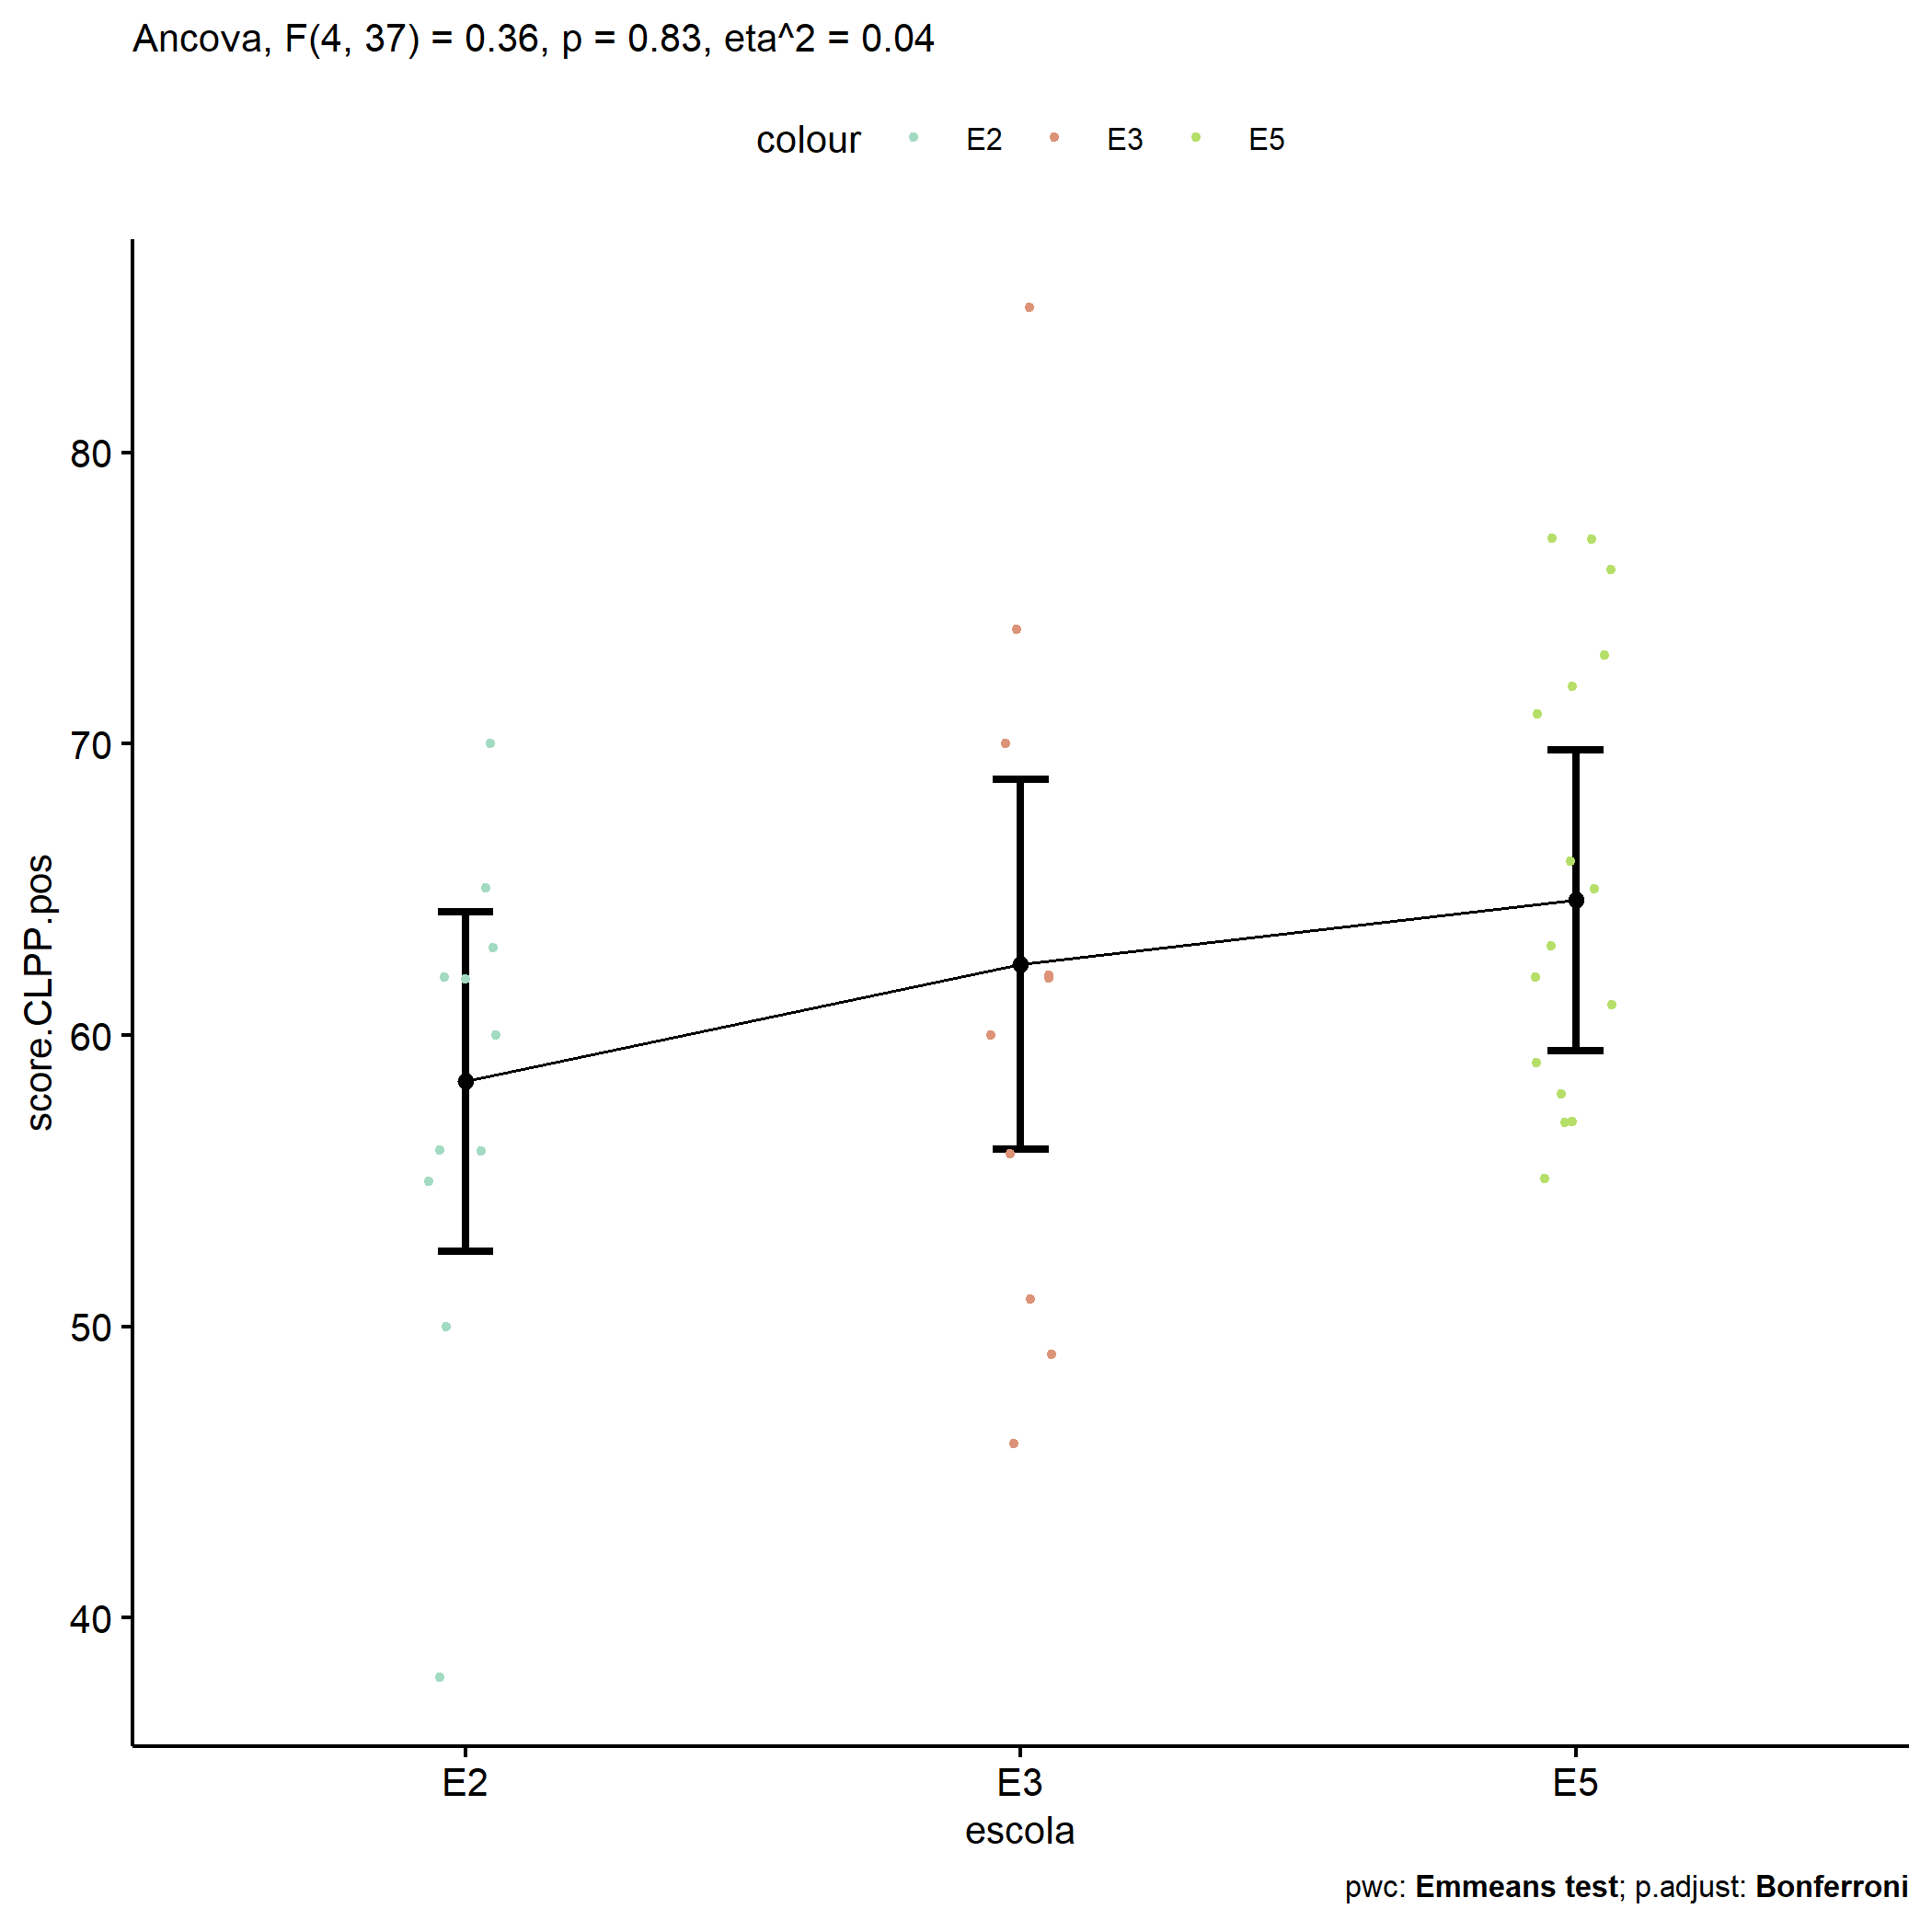 Ancova, F(4, 37) = 0.36, p = 0.83, eta^2 = 0.04
colour E2 E3 E5
score.CLPP.pos
80
70
60
50
40
E2 E3 E5
escola
pwc: Emmeans test; p.adjust: Bonferroni